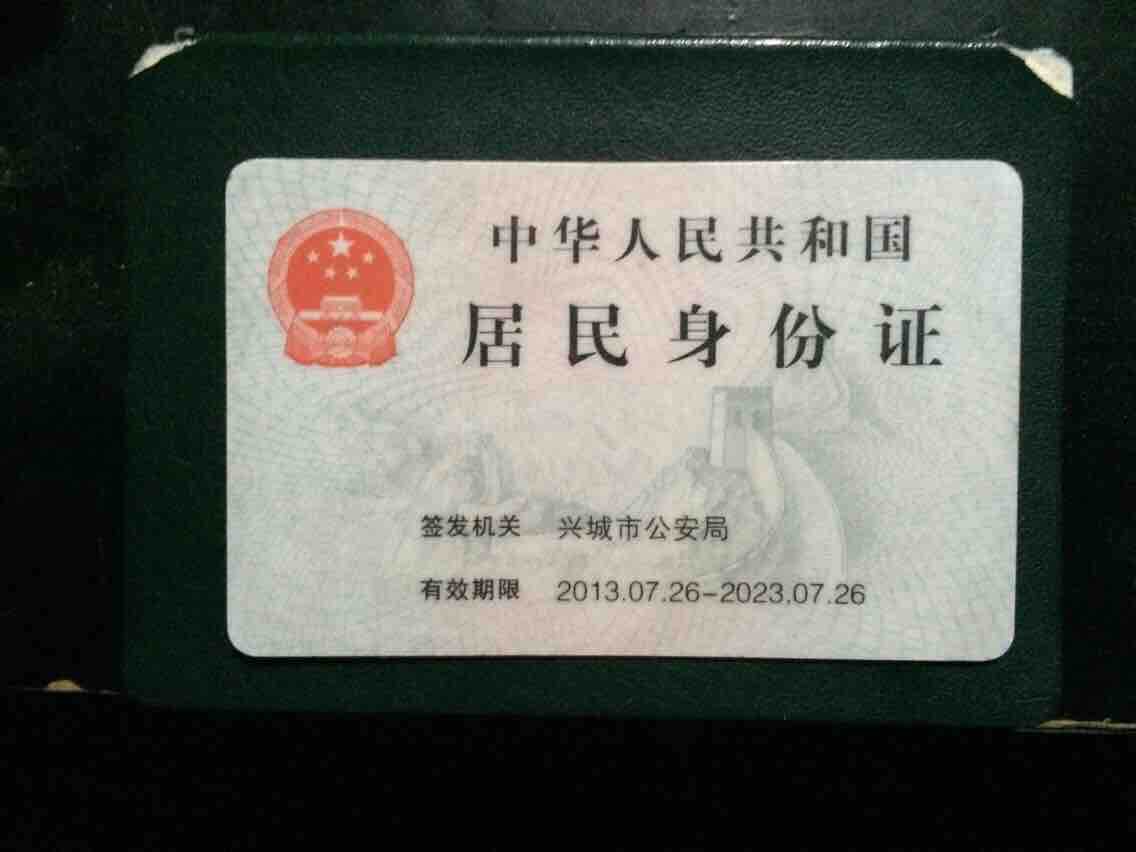 中华人民共和国
居民身份证
签发机关 兴城市公安局
有效期限 2013.07.26-2023.07.26